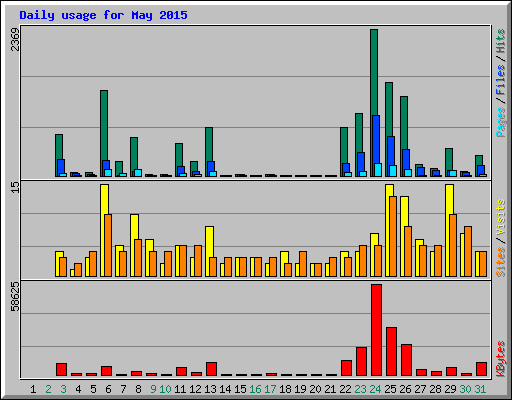 Daily usage for May 2015
2369
Pages / Files / Hits
15
Sites / Visits
58625
KBytes
1 2 3 4 5 6 7 8 9 10 11 12 13 14 15 16 17 18 19 20 21 22 23 24 25 26 27 28 29 30 31